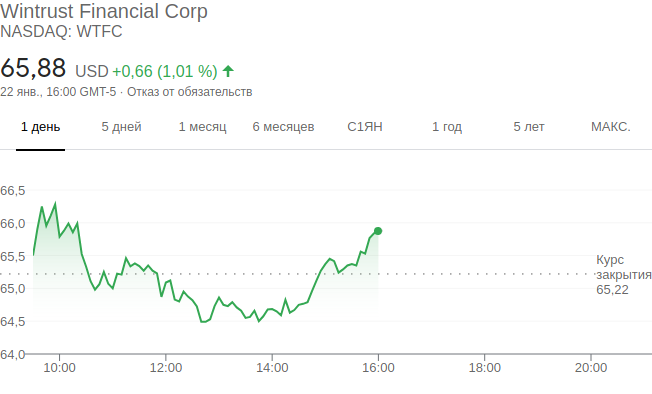 Wintrust Financial Corp
NASDAQ: WTFC
65,88 USD +0,66 (1,01 %)
22 янв., 16:00 GMT-5 · Отказ от обязательств
1 день 5 дней 1 месяц 6 месяцев С1ЯН 1 год 5 лет МАКС.
66,5
66,0
65,5
65,0
64,5
64,0
Курс
закрытия
65,22
10:00 12:00 14:00 16:00 18:00 20:00